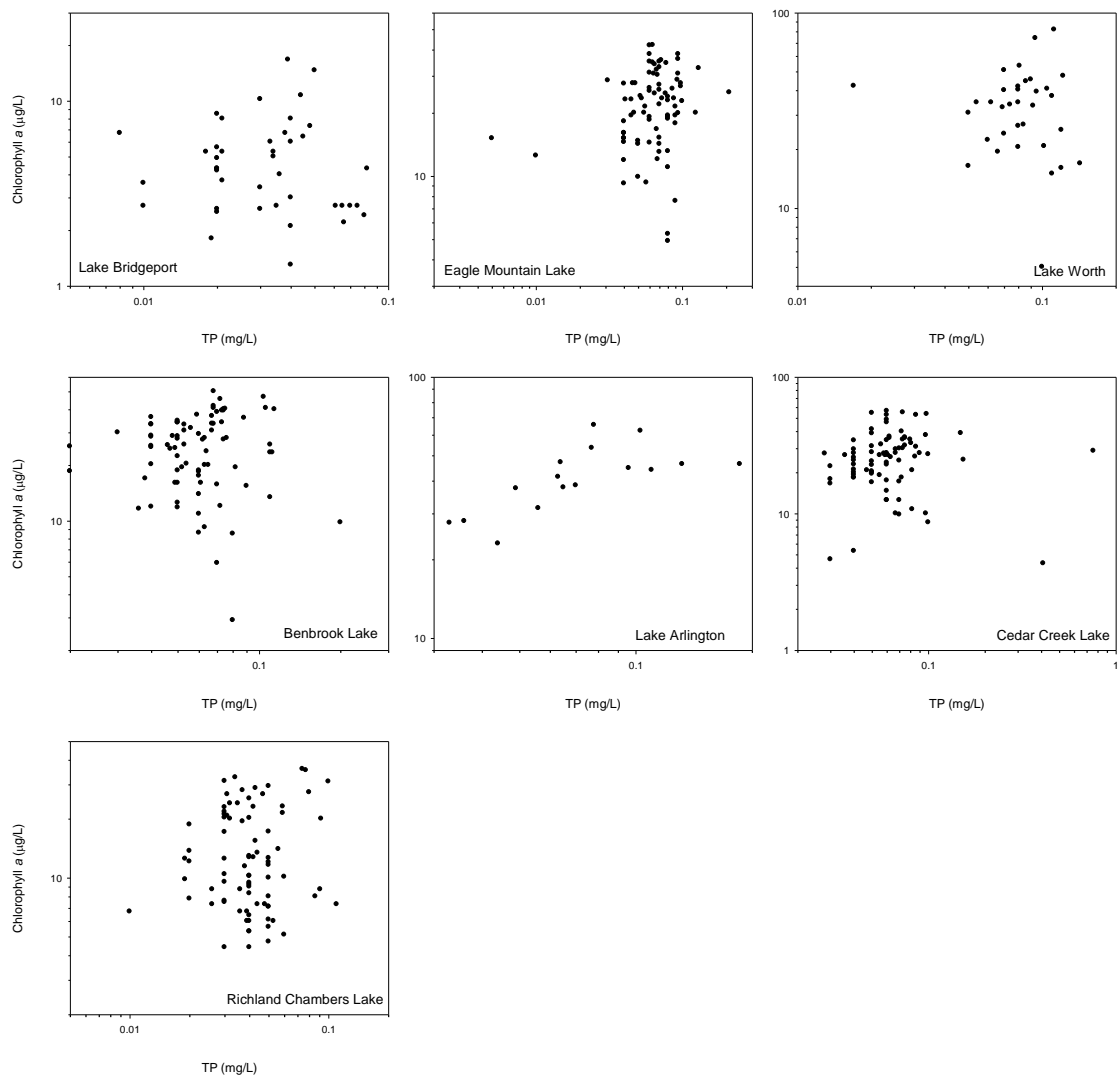 Chlorophyll a (µg/L)
10
1
Lake Bridgeport
0.01
0.1
TP (mg/L)
10
Eagle Mountain Lake
0.01
0.1
TP (mg/L)
100
10
Lake Worth
0.01
0.1
TP (mg/L)
Chlorophyll a (µg/L)
10
Benbrook Lake
0.1
TP (mg/L)
100
10
Lake Arlington
0.1
TP (mg/L)
100
10
1
Cedar Creek Lake
0.1
1
TP (mg/L)
Chlorophyll a (µg/L)
10
Richland Chambers Lake
0.01
0.1
TP (mg/L)